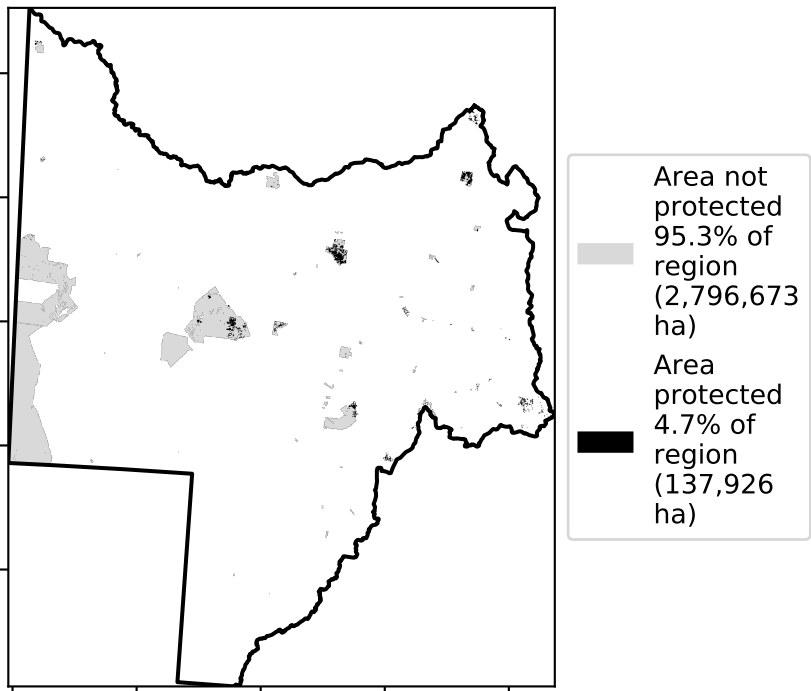 Area not
protected
95.3% of
region
(2,796,673
ha)
Area
protected
4.7% of
region
(137,926
ha)